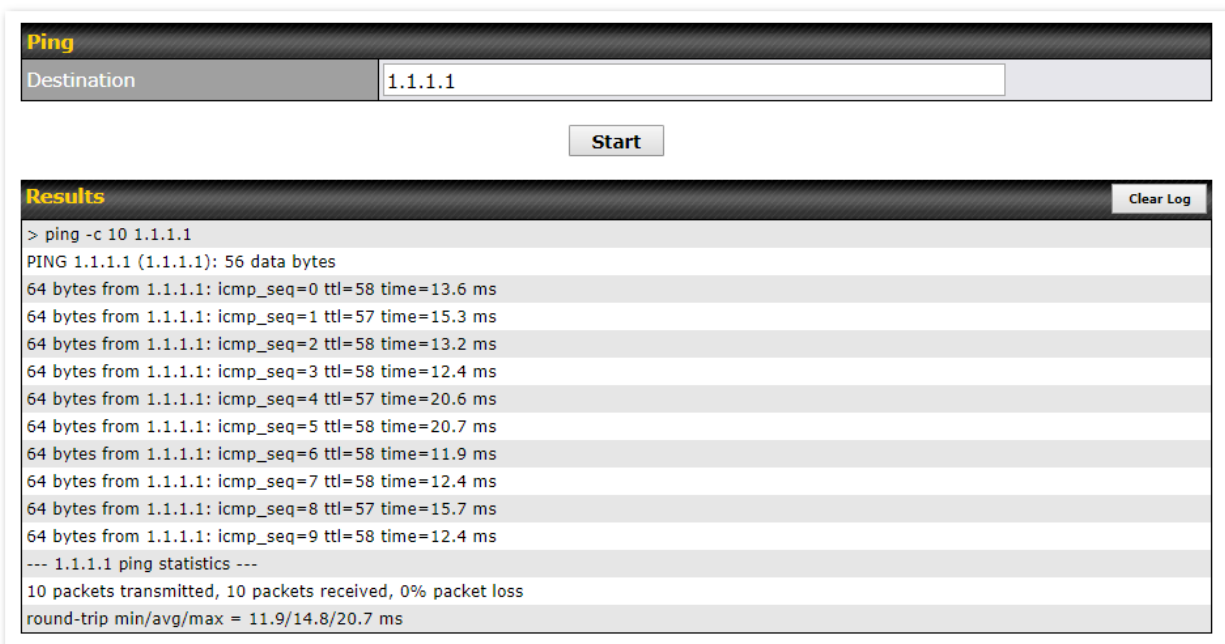 Ping
Destination 1.1.1.1
Start
Results Clear Log
> ping -c 10 1.1.1.1
PING 1.1.1.1 (1.1.1.1): 56 data bytes
64 bytes from 1.1.1.1: icmp_seq=0 ttl=58 time=13.6 ms
64 bytes from 1.1.1.1: icmp_seq=1 ttl=57 time=15.3 ms
64 bytes from 1.1.1.1: icmp_seq=2 ttl=58 time=13.2 ms
64 bytes from 1.1.1.1: icmp_seq=3 ttl=58 time=12.4 ms
64 bytes from 1.1.1.1: icmp_seq=4 ttl=57 time=20.6 ms
64 bytes from 1.1.1.1: icmp_seq=5 ttl=58 time=20.7 ms
64 bytes from 1.1.1.1: icmp_seq=6 ttl=58 time=11.9 ms
64 bytes from 1.1.1.1: icmp_seq=7 ttl=58 time=12.4 ms
64 bytes from 1.1.1.1: icmp_seq=8 ttl=57 time=15.7 ms
64 bytes from 1.1.1.1: icmp_seq=9 ttl=58 time=12.4 ms
--- 1.1.1.1 ping statistics ---
10 packets transmitted, 10 packets received, 0% packet loss
round-trip min/avg/max = 11.9/14.8/20.7 ms